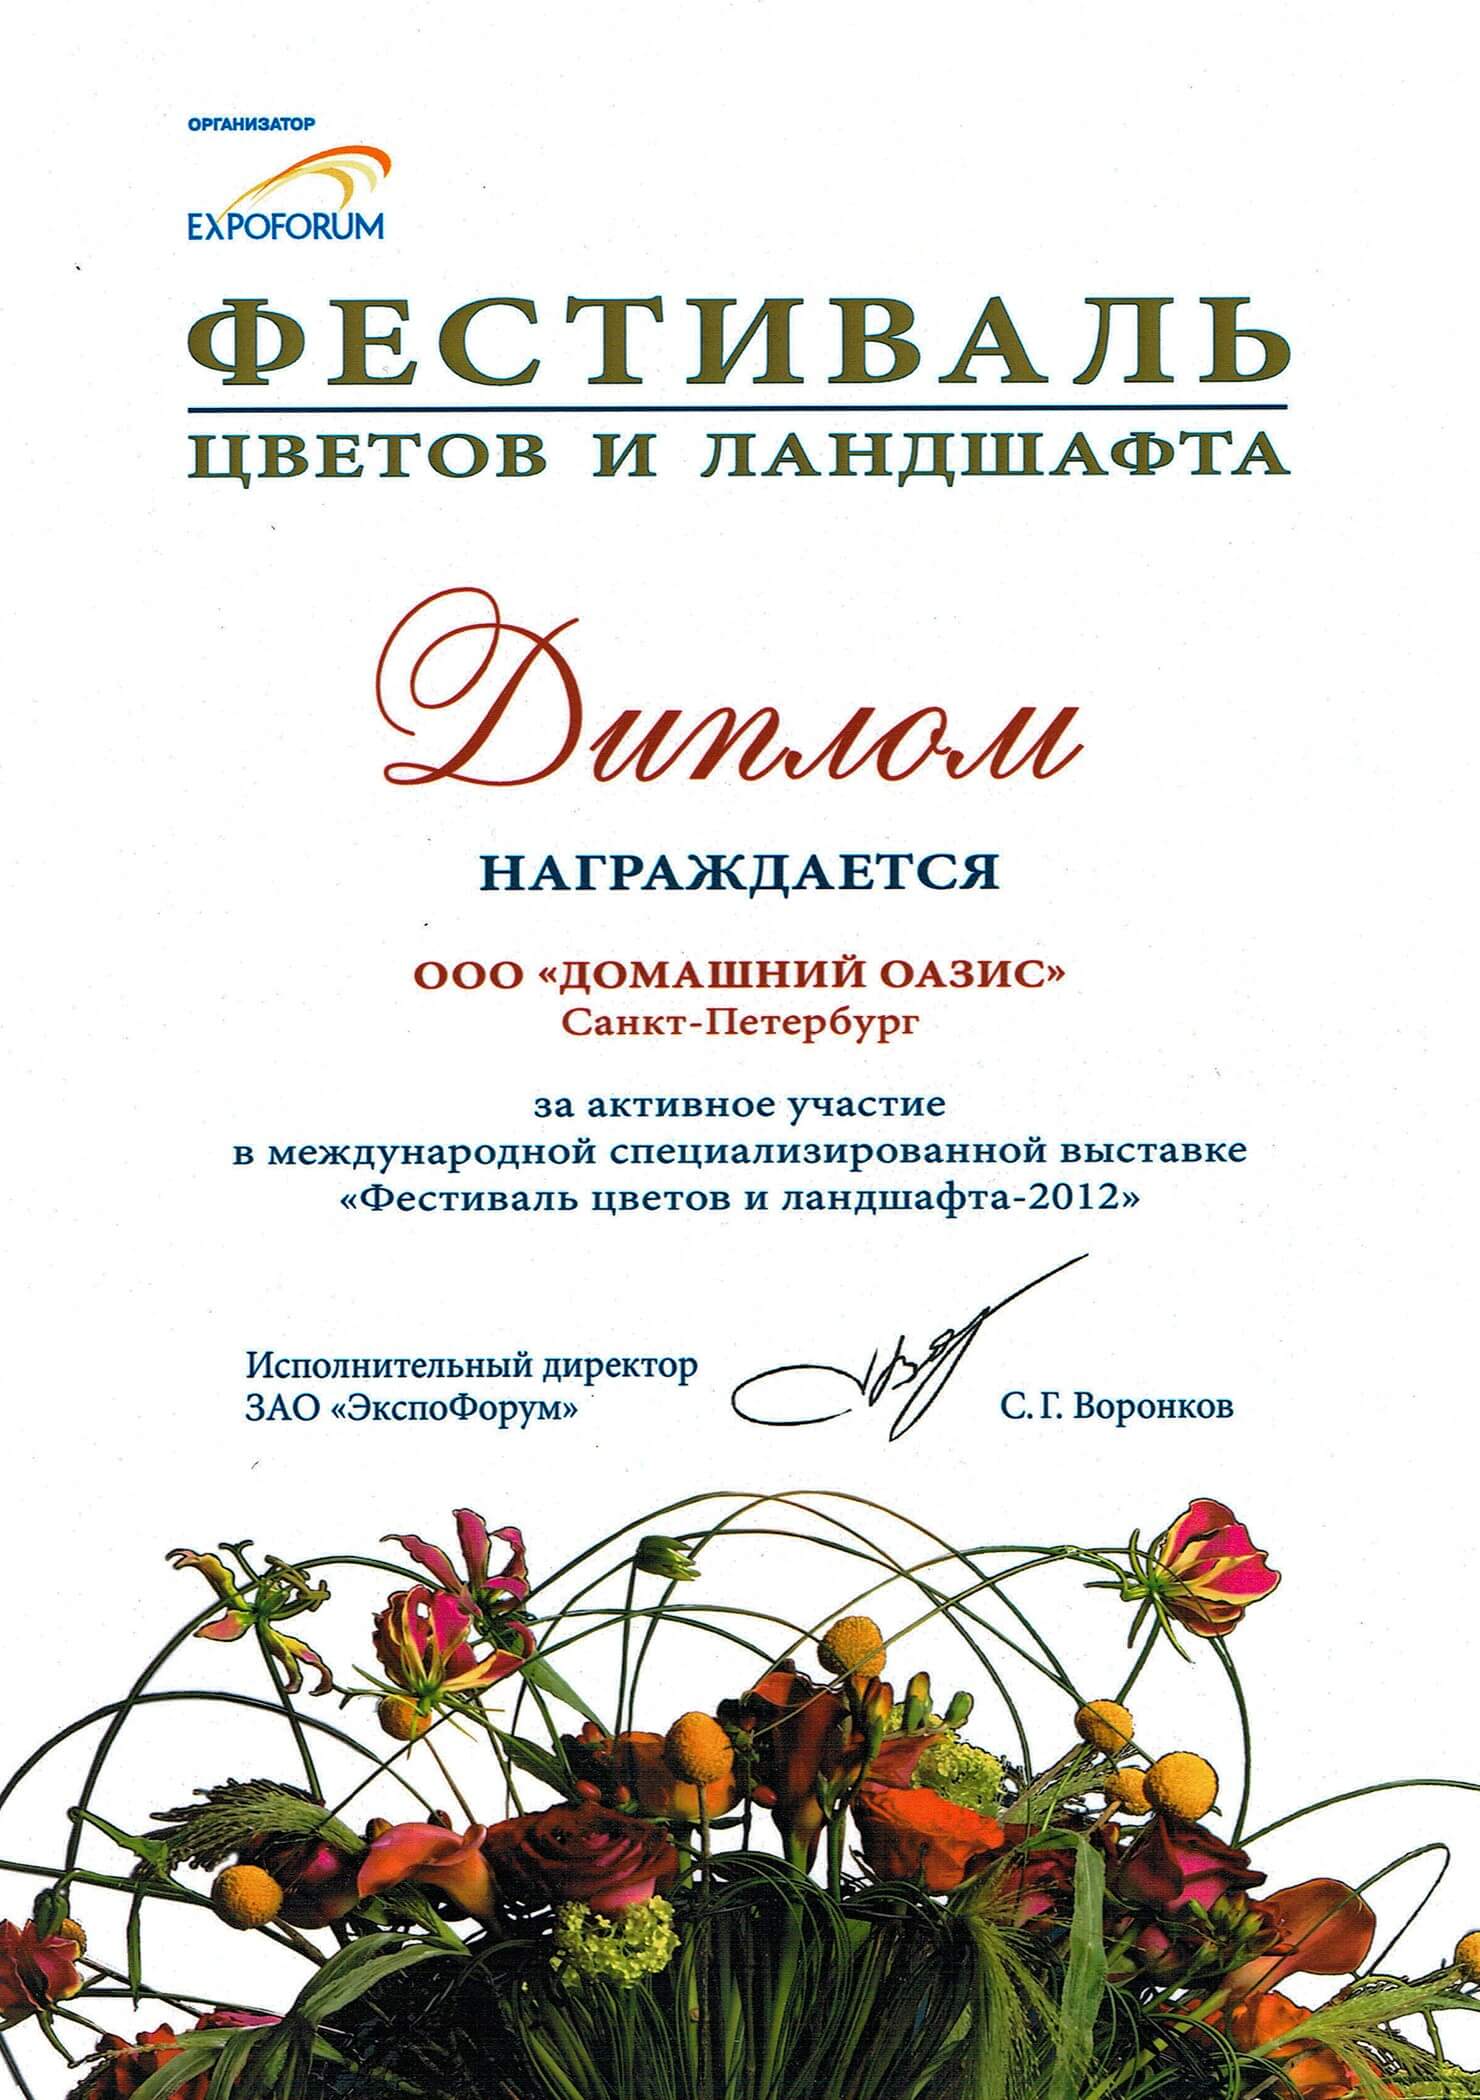 ОРГАНИЗАТОР
EXPOFORUM
ФЕСТИВАЛЬ
ЦВЕТОВ И ЛАНДШАФТА
Диплом
НАГРАЖДАЕТСЯ
ООО «ДОМАШНИЙ ОАЗИС»
Санкт-Петербург
за активное участие
в международной специализированной выставке
«Фестиваль цветов и ландшафта-2012»
Исполнительный директор
ЗАО «ЭкспоФорум»
С. Г. Воронков